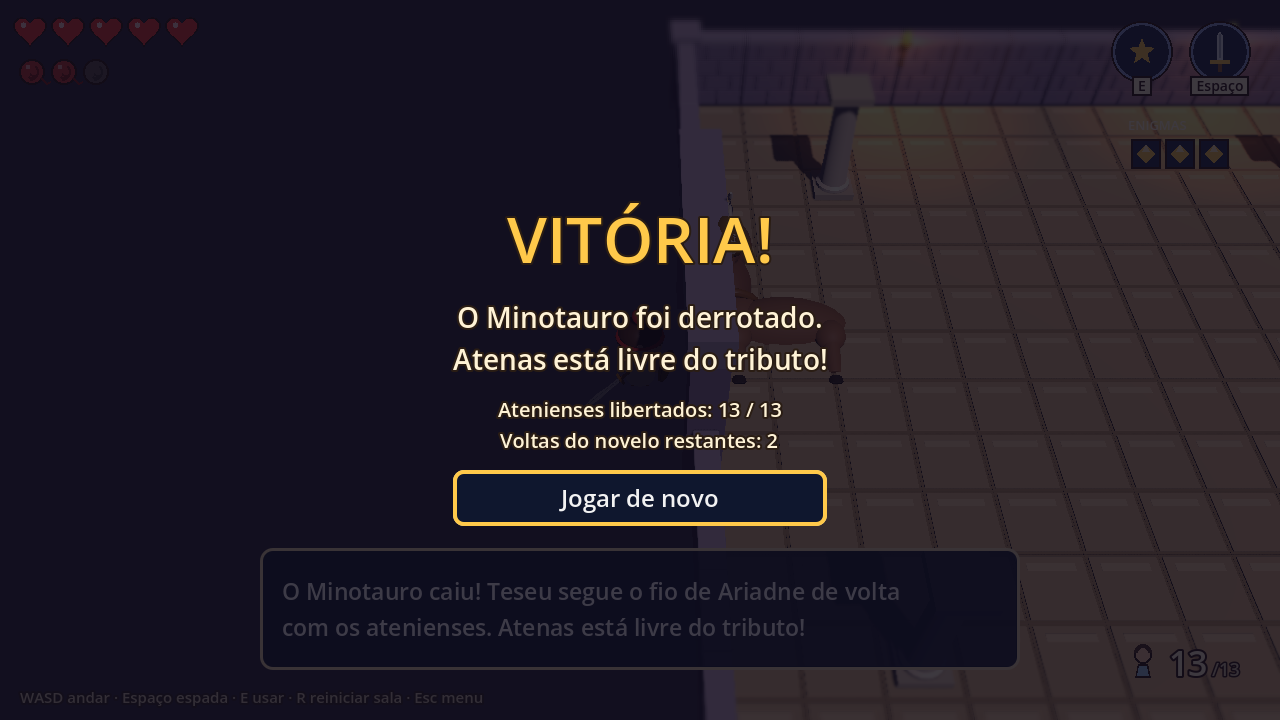 E
Espaço
VITÓRIA!
O Minotauro foi derrotado.
Atenas está livre do tributo!
Atenienses libertados: 13 / 13
Voltas do novelo restantes: 2
Jogar de novo
O Minotauro caiu! Teseu segue o fio de Ariadne de volta
com os atenienses. Atenas está livre do tributo!
13/13
WASD andar · Espaço espada · E usar · R reiniciar sala · Esc menu